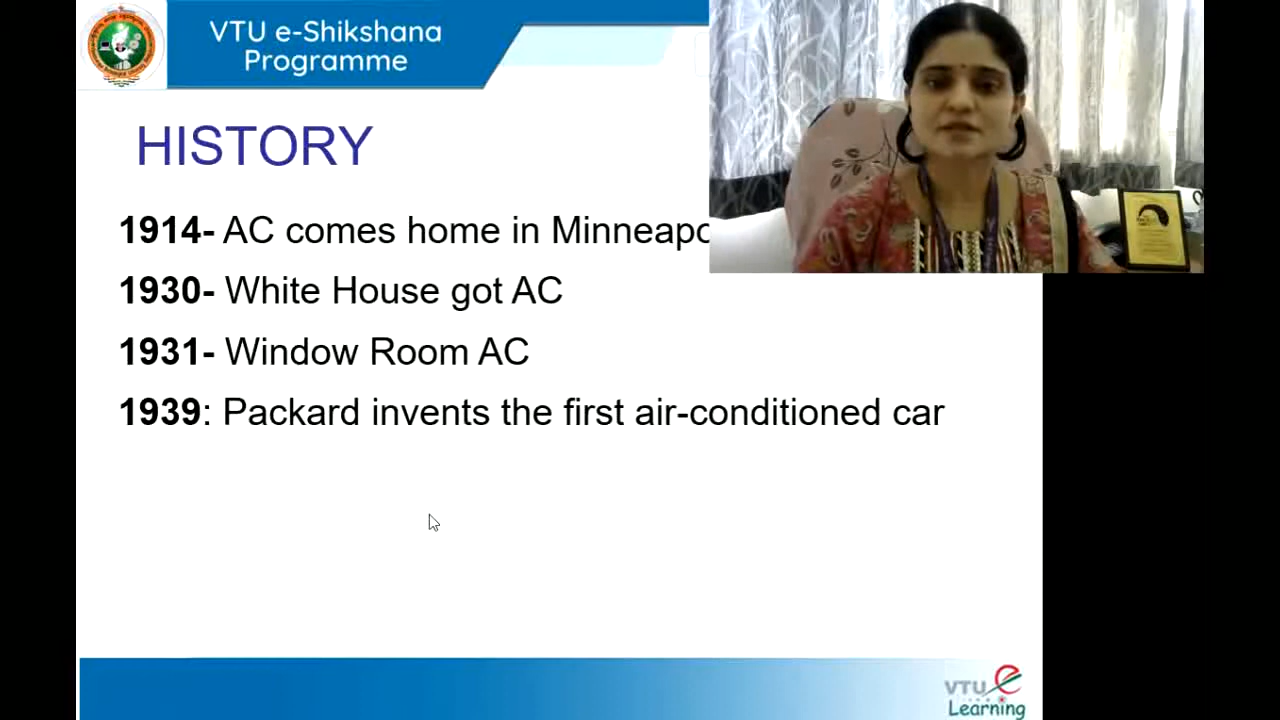 VTU e-Shikshana
Programme
HISTORY
1914- AC comes home in
1930- White House got AC
1931- Window Room AC
1939: Packard invents the first air-conditioned car
VTU
Learning